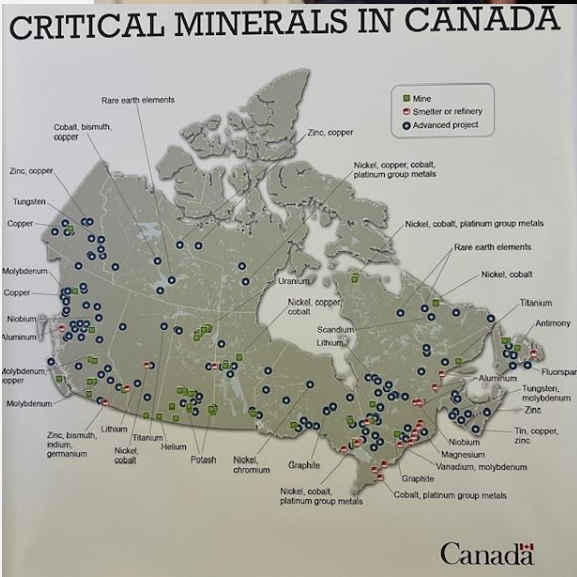 CRITICAL MINERALS IN CANADA
Mine
Smelter or refinery
Advanced project
Rare earth elements
Cobalt, bismuth,
copper
Zinc, copper
Zinc, copper
Nickel, copper, cobalt,
platinum group metals
Tungsten
Copper
Nickel, cobalt, platinum group metals
Rare earth elements
Molybdenum
Uranium
Nickel, cobalt
Copper
Nickel, copper,
cobalt
Titanium
Niobium
Scandium
Antimony
Aluminum
Lithium
Molybdenum,
copper
Fluorspar
Aluminum
Molybdenum
Tungsten,
molybdenum
Zinc
Zinc, bismuth,
indium,
germanium
Lithium
Titanium
Nickel,
cobalt
Helium
Potash
Nickel,
chromium
Graphite
Tin, copper,
zinc
Niobium
Magnesium
Vanadium, molybdenum
Graphite
Nickel, cobalt,
platinum group metals
Cobalt, platinum group metals
Canada